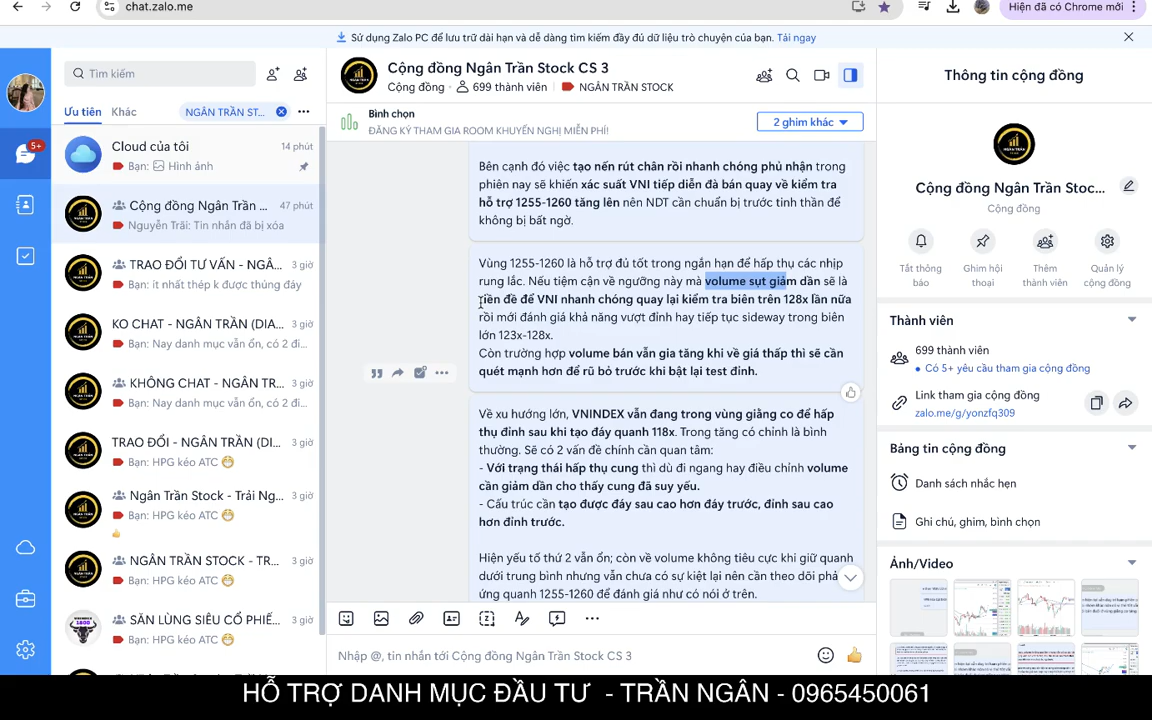 chat.zalo.me
Hiện đã có Chrome mới
Sử dụng Zalo PC để lưu trữ dài hạn và dễ dàng tìm kiếm đầy đủ dữ liệu trò chuyện của bạn. Tải ngay
Tìm kiếm
Ưu tiên
Khác
NGÂN TRẦN ST...
5+
Cloud của tôi
14 phút
Bạn: Hình ảnh
Cộng đồng Ngân Trần ...
47 phút
Nguyễn Trãi: Tin nhắn đã bị xóa
TRAO ĐỔI TƯ VẤN - NGÂ...
3 giờ
Bạn: ít nhất thép k được thủng đáy
KO CHAT - NGÂN TRẦN (DIA...
3 giờ
Bạn: Nay danh mục vẫn ổn, có 2 đi...
KHÔNG CHAT - NGÂN TR...
3 giờ
Bạn: Nay danh mục vẫn ổn, có 2 đi...
TRAO ĐỔI - NGÂN TRẦN (DI...
3 giờ
Bạn: HPG kéo ATC
Ngân Trần Stock - Trải Ng...
3 giờ
Bạn: HPG kéo ATC
NGÂN TRẦN STOCK - TR...
3 giờ
Bạn: HPG kéo ATC
SĂN LÙNG SIÊU CỔ PHIẾ...
3 giờ
Bạn: HPG kéo ATC
Cộng đồng Ngân Trần Stock CS 3
Cộng đồng 699 thành viên NGÂN TRẦN STOCK
Bình chọn
ĐĂNG KÝ THAM GIA ROOM KHUYẾN NGHỊ MIỄN PHÍ!
2 ghim khác
Bên cạnh đó việc tạo nến rút chân rồi nhanh chóng phủ nhận trong
phiên nay sẽ khiến xác suất VNI tiếp diễn đà bán quay về kiểm tra
hỗ trợ 1255-1260 tăng lên nên NDT cần chuẩn bị trước tinh thần để
không bị bất ngờ.
Vùng 1255-1260 là hỗ trợ đủ tốt trong ngắn hạn để hấp thụ các nhịp
rung lắc. Nếu tiệm cận về ngưỡng này mà volume sụt giảm dần sẽ là
tiền đề để VNI nhanh chóng quay lại kiểm tra biên trên 128x lần nữa
rồi mới đánh giá khả năng vượt đỉnh hay tiếp tục sideway trong biên
lớn 123x-128x.
Còn trường hợp volume bán vẫn gia tăng khi về giá thấp thì sẽ cần
quét mạnh hơn để rũ bỏ trước khi bật lại test đỉnh.
Về xu hướng lớn, VNINDEX vẫn đang trong vùng giằng co để hấp
thụ đỉnh sau khi tạo đáy quanh 118x. Trong tăng có chỉnh là bình
thường. Sẽ có 2 vấn đề chính cần quan tâm:
- Với trạng thái hấp thụ cung thì dù đi ngang hay điều chỉnh volume
cần giảm dần cho thấy cung đã suy yếu.
- Cấu trúc cần tạo được đáy sau cao hơn đáy trước, đỉnh sau cao
hơn đỉnh trước.
Hiện yếu tố thứ 2 vẫn ổn; còn về volume không tiêu cực khi giữ quanh
dưới trung bình nhưng vẫn chưa có sự kiệt lại nên cần theo dõi phản
ứng quanh 1255-1260 để đánh giá như có nói ở trên.
Nhập @, tin nhắn tới Cộng đồng Ngân Trần Stock CS 3
Thông tin cộng đồng
Cộng đồng Ngân Trần Stoc...
Cộng đồng
Tắt thông báo
Ghim hội thoại
Thêm thành viên
Quản lý cộng đồng
Thành viên
699 thành viên
Có 5+ yêu cầu tham gia cộng đồng
Link tham gia cộng đồng
zalo.me/g/yonzfq309
Bảng tin cộng đồng
Danh sách nhắc hẹn
Ghi chú, ghim, bình chọn
Ảnh/Video
HỖ TRỢ DANH MỤC ĐẦU TƯ - TRẦN NGÂN - 0965450061